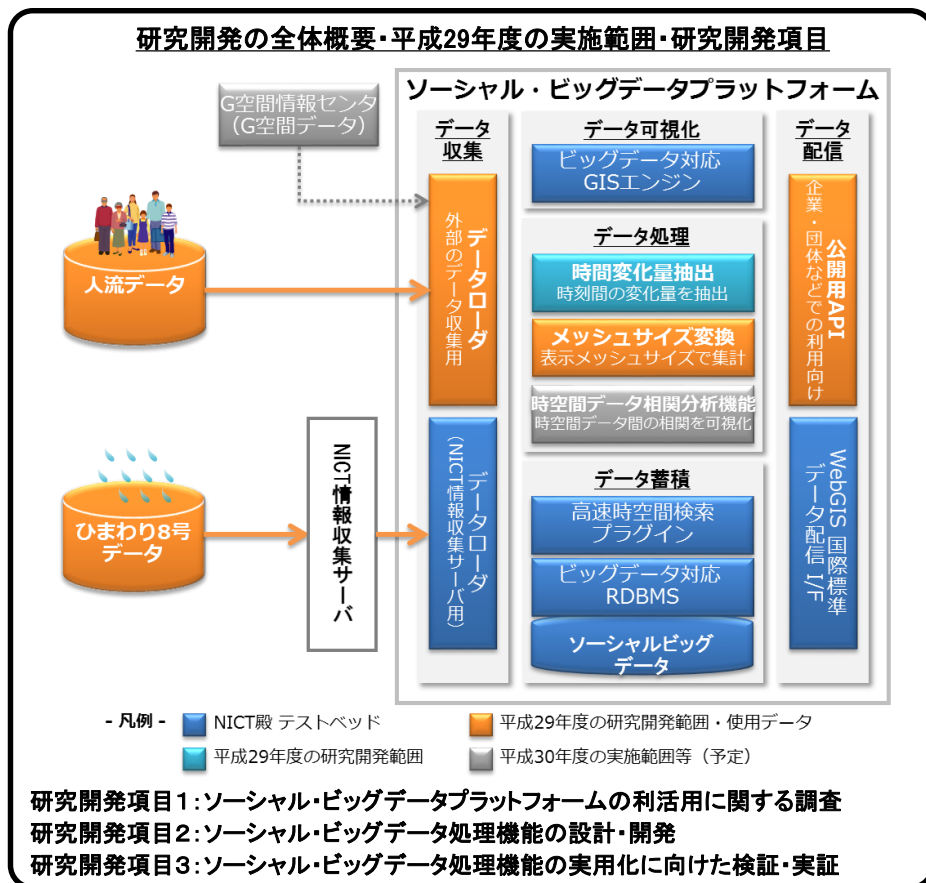 研究開発の全体概要・平成29年度の実施範囲・研究開発項目
ソーシャル・ビッグデータプラットフォーム
G空間情報センタ
（G空間データ）
人流データ
ひまわり8号
データ
NICT情報収集サーバ
データ
収集
データローダ
外部のデータ収集用
データローダ
（NICT情報収集サーバ用）
データ可視化
ビッグデータ対応
GISエンジン
データ処理
時間変化量抽出
時刻間の変化量を抽出
メッシュサイズ変換
表示メッシュサイズで集計
時空間データ相関分析機能
時空間データ間の相関を可視化
データ蓄積
高速時空間検索
プラグイン
ビッグデータ対応
RDBMS
ソーシャルビッグ
データ
データ
配信
公開用API
企業・団体などでの利用向け
WebGIS 国際標準
データ配信 I/F
- 凡例 -
NICT殿 テストベッド
平成29年度の研究開発範囲・使用データ
平成29年度の研究開発範囲
平成30年度の実施範囲等（予定）
研究開発項目１：ソーシャル・ビッグデータプラットフォームの利活用に関する調査
研究開発項目２：ソーシャル・ビッグデータ処理機能の設計・開発
研究開発項目３：ソーシャル・ビッグデータ処理機能の実用化に向けた検証・実証